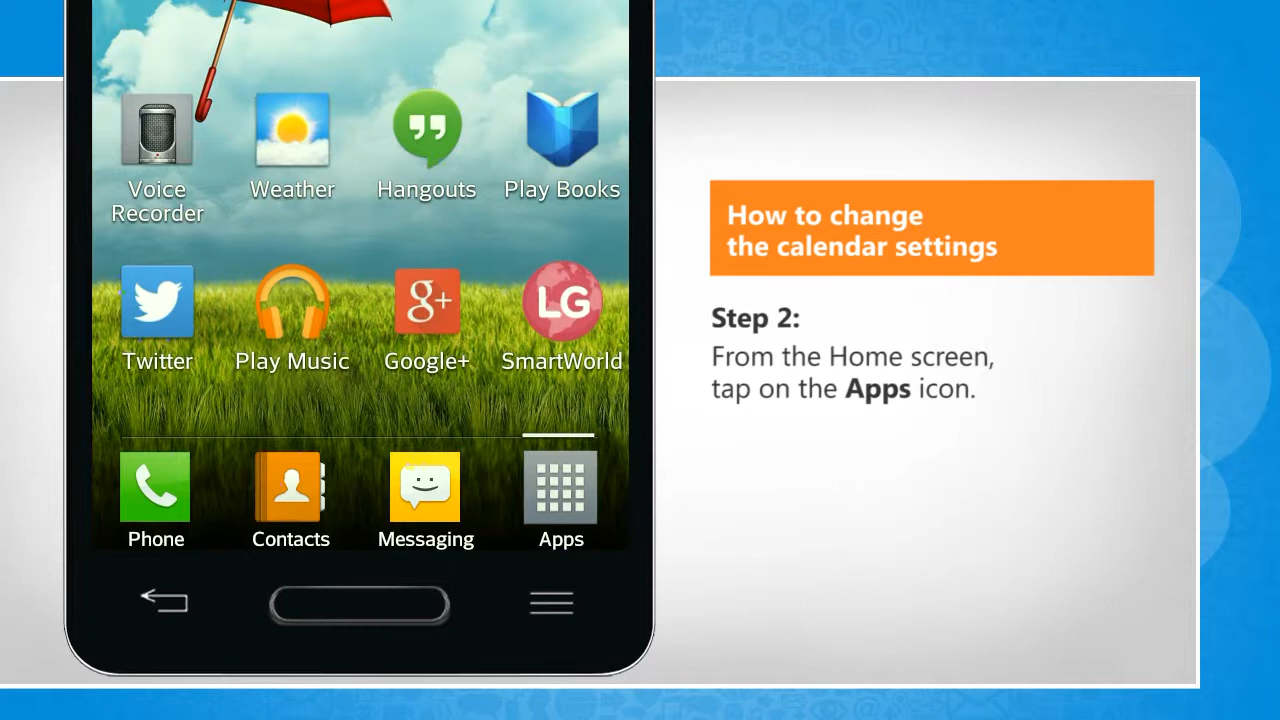 Voice Recorder
Weather
Hangouts
Play Books
Twitter
Play Music
g+
Google+
LG
SmartWorld
Phone
Contacts
Messaging
Apps
How to change
the calendar settings
Step 2:
From the Home screen,
tap on the Apps icon.